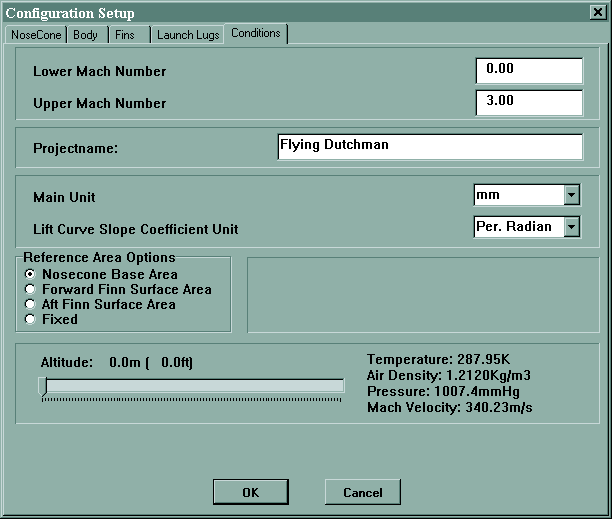 Configuration Setup
NoseCone Body Fins Launch Lugs Conditions
Lower Mach Number 0.00
Upper Mach Number 3.00
Projectname: Flying Dutchman
Main Unit mm
Lift Curve Slope Coefficient Unit Per. Radian
Reference Area Options
Nosecone Base Area
Forward Finn Surface Area
Aft Finn Surface Area
Fixed
Altitude: 0.0m ( 0.0ft)
Temperature: 287.95K
Air Density: 1.2120Kg/m3
Pressure: 1007.4mmHg
Mach Velocity: 340.23m/s
OK Cancel